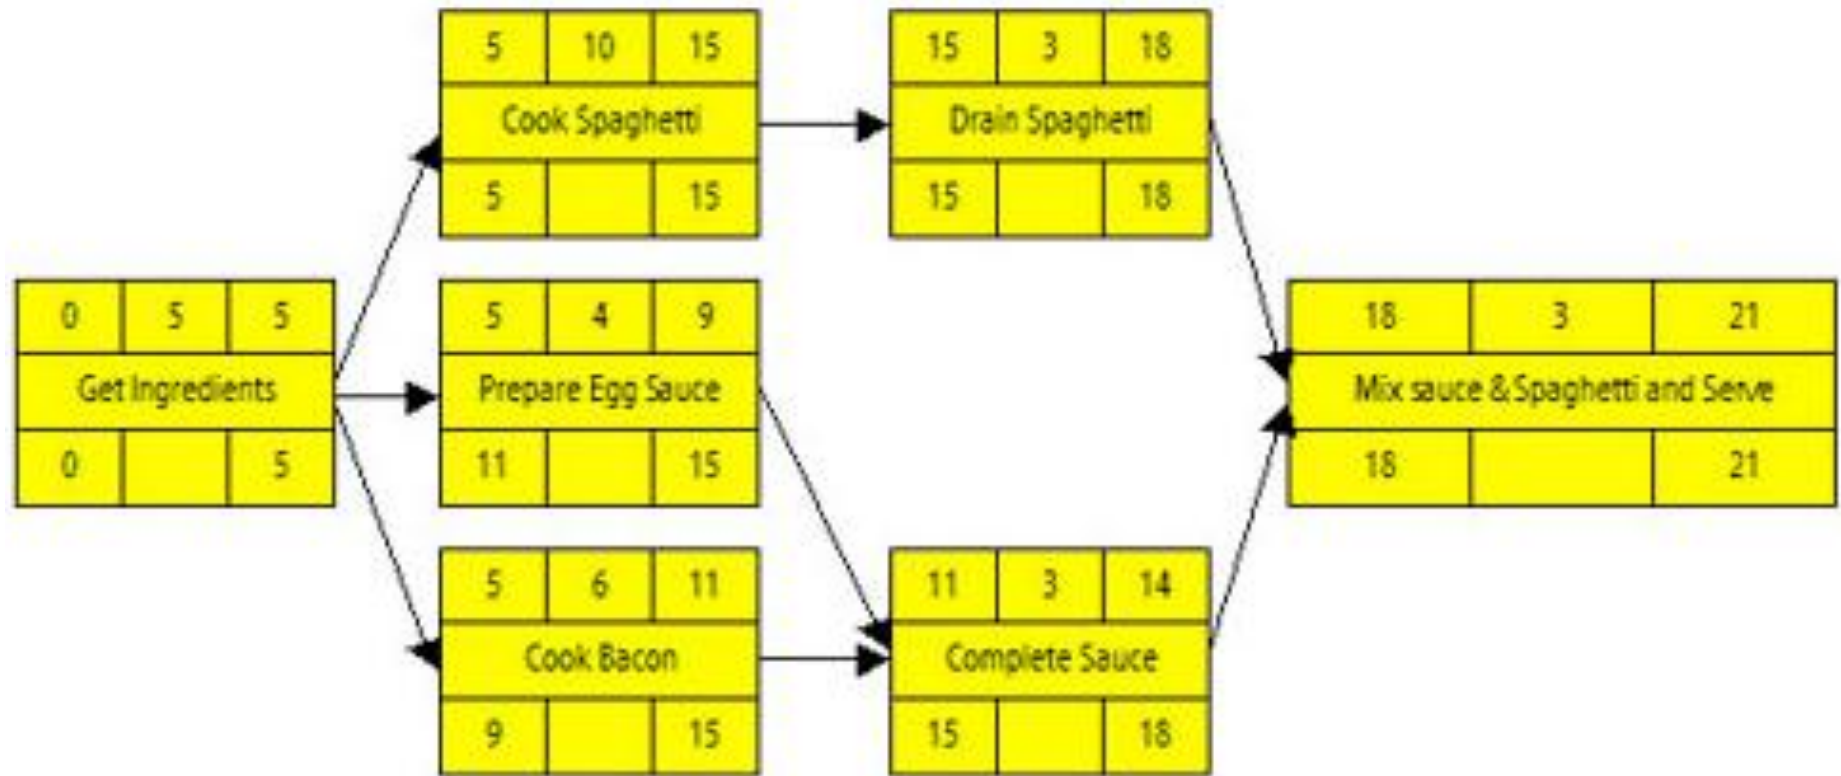 5 10 15
Cook Spaghetti
5 15
15 3 18
Drain Spaghetti
15 18
0 5 5
Get Ingredients
0 5
5 4 9
Prepare Egg Sauce
11 15
18 3 21
Mix sauce & Spaghetti and Serve
18 21
5 6 11
Cook Bacon
9 15
11 3 14
Complete Sauce
15 18